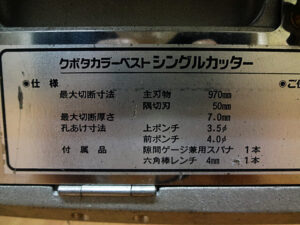 クボタカラーベスト シングルカッター
●仕様
●ご
最大切断寸法 主刃物 970mm
隅切刃 50mm
最大切断厚さ 7.0mm
孔あけ寸法 上ポンチ 3.5φ
前ポンチ 4.0φ
付属品 隙間ゲージ兼用スパナ 1本
六角棒レンチ 4mm 1本